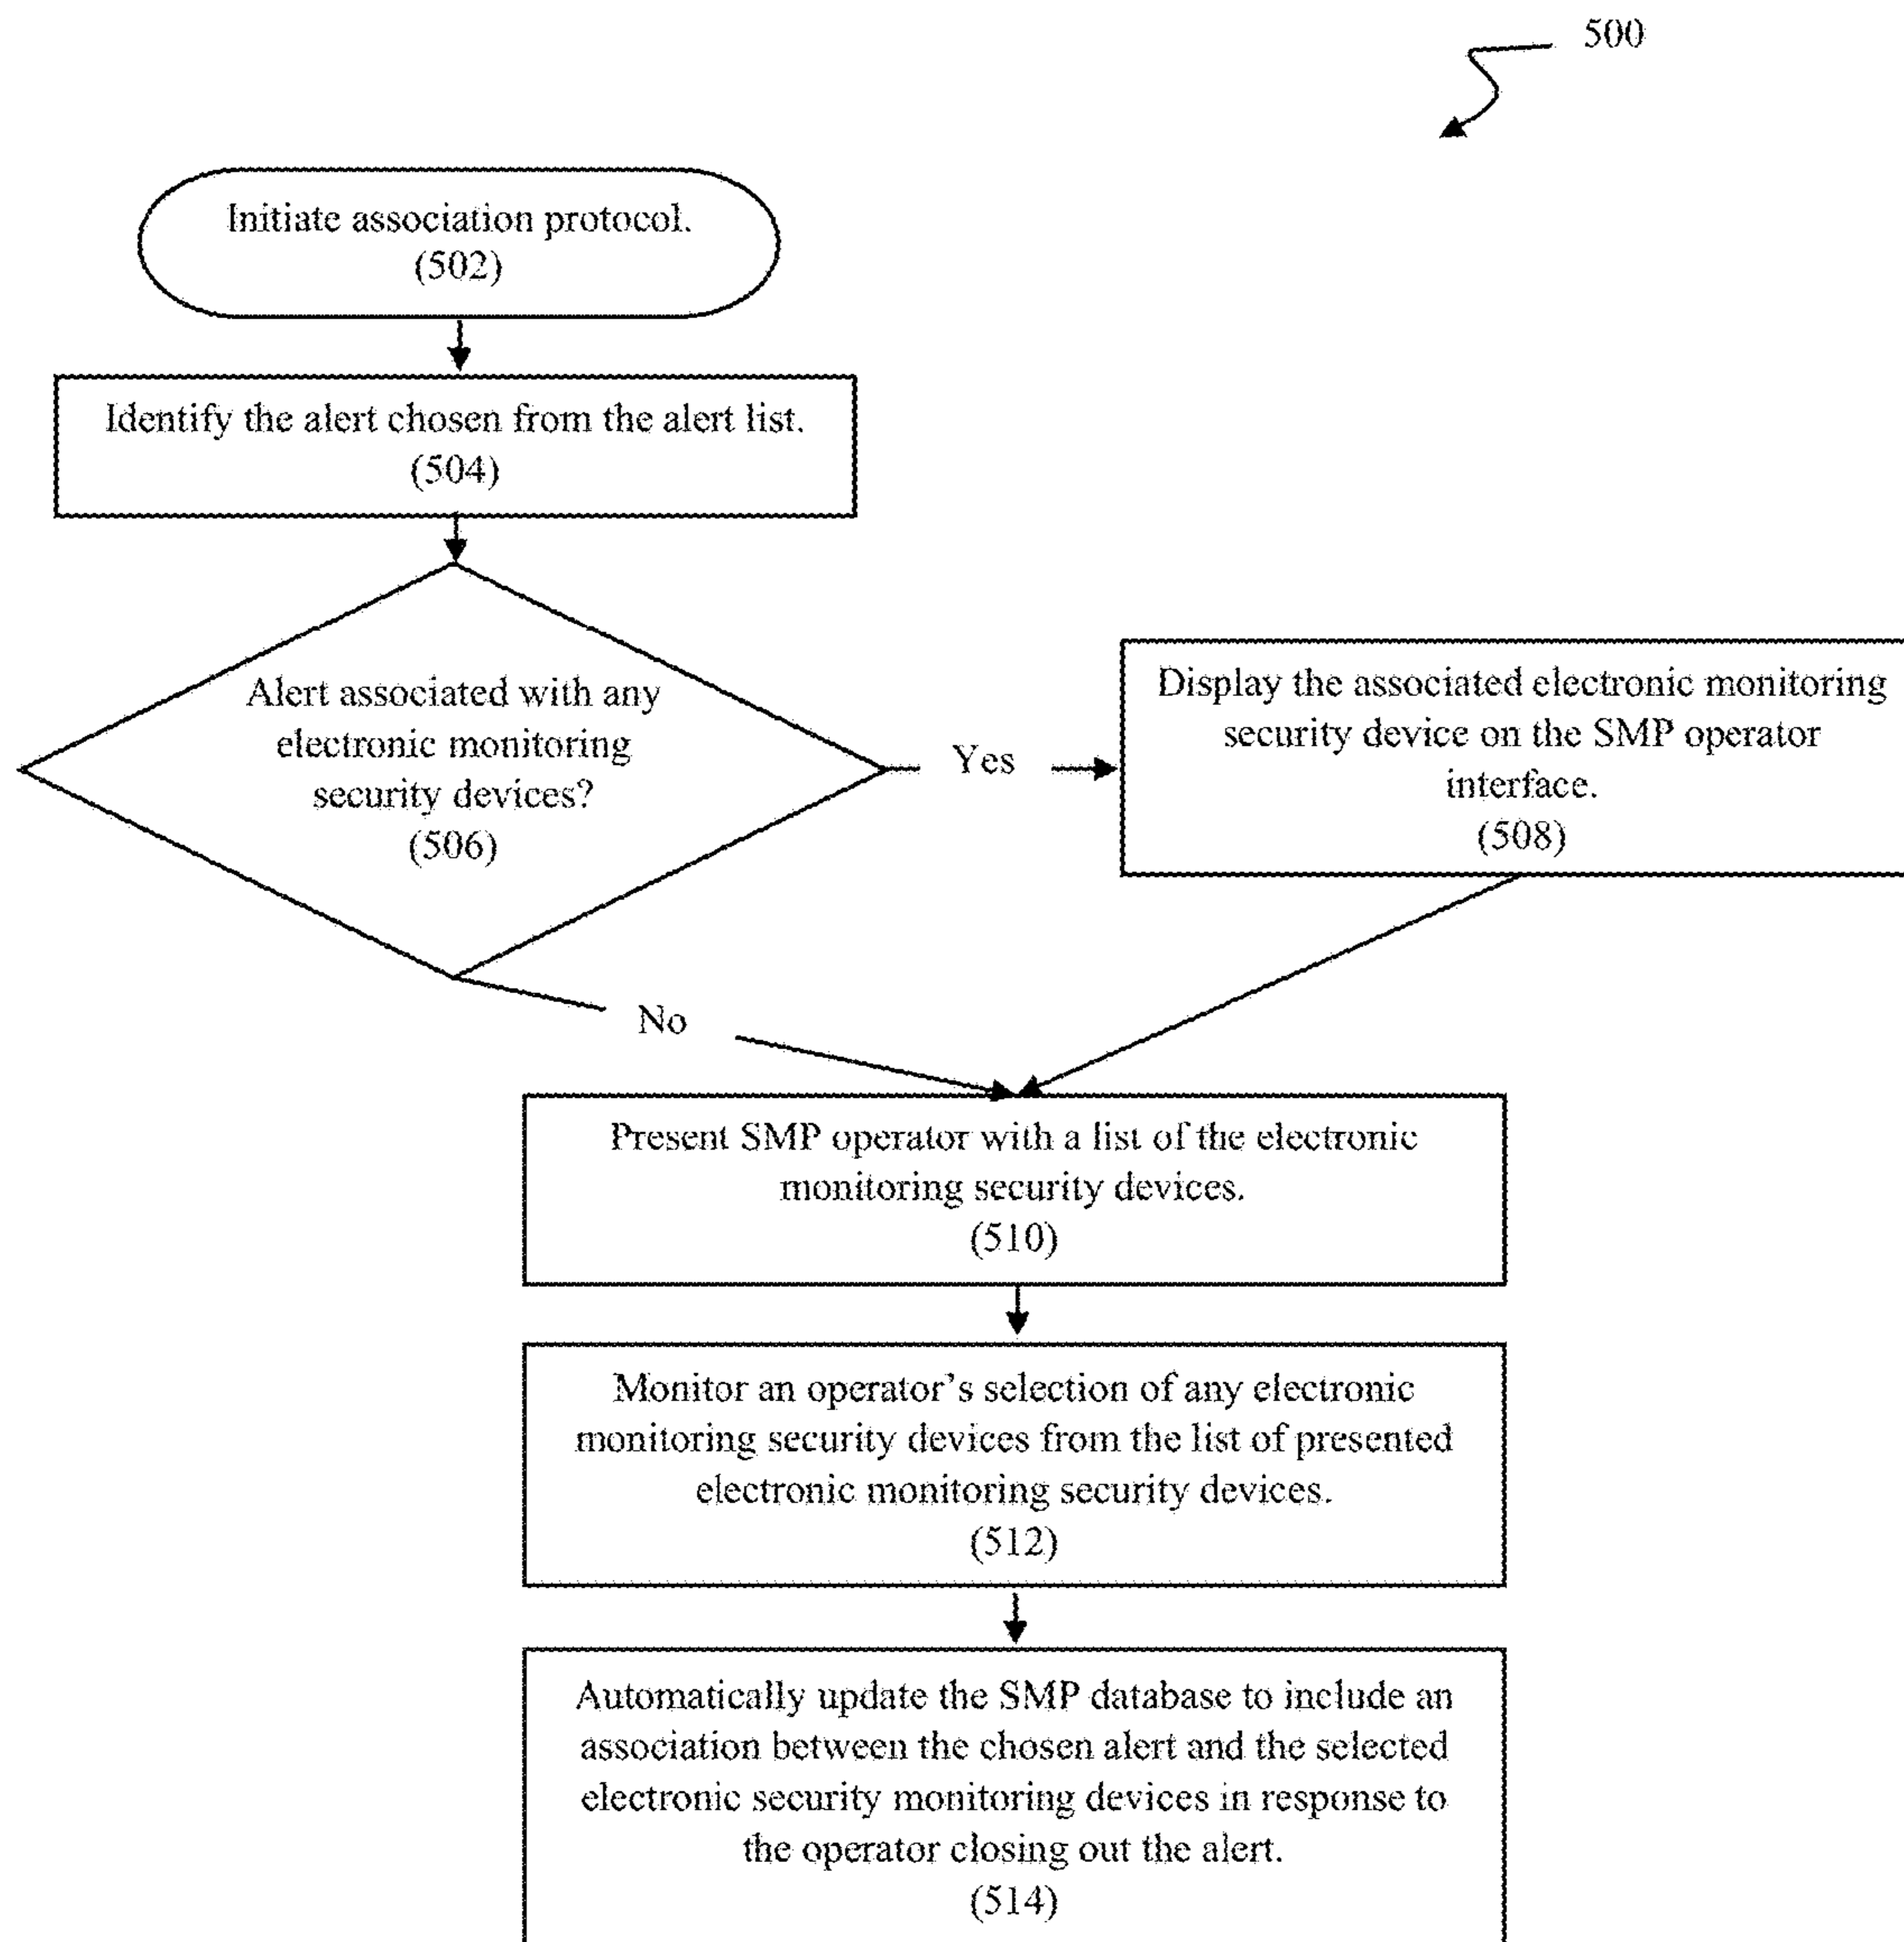 500
Initiate association protocol.
(502)
Identify the alert chosen from the alert list.
(504)
Alert associated with any
electronic monitoring
security devices?
(506)
Yes
Display the associated electronic monitoring
security device on the SMP operator
interface.
(508)
No
Present SMP operator with a list of the electronic
monitoring security devices.
(510)
Monitor an operator’s selection of any electronic
monitoring security devices from the list of presented
electronic monitoring security devices.
(512)
Automatically update the SMP database to include an
association between the chosen alert and the selected
electronic security monitoring devices in response to
the operator closing out the alert.
(514)